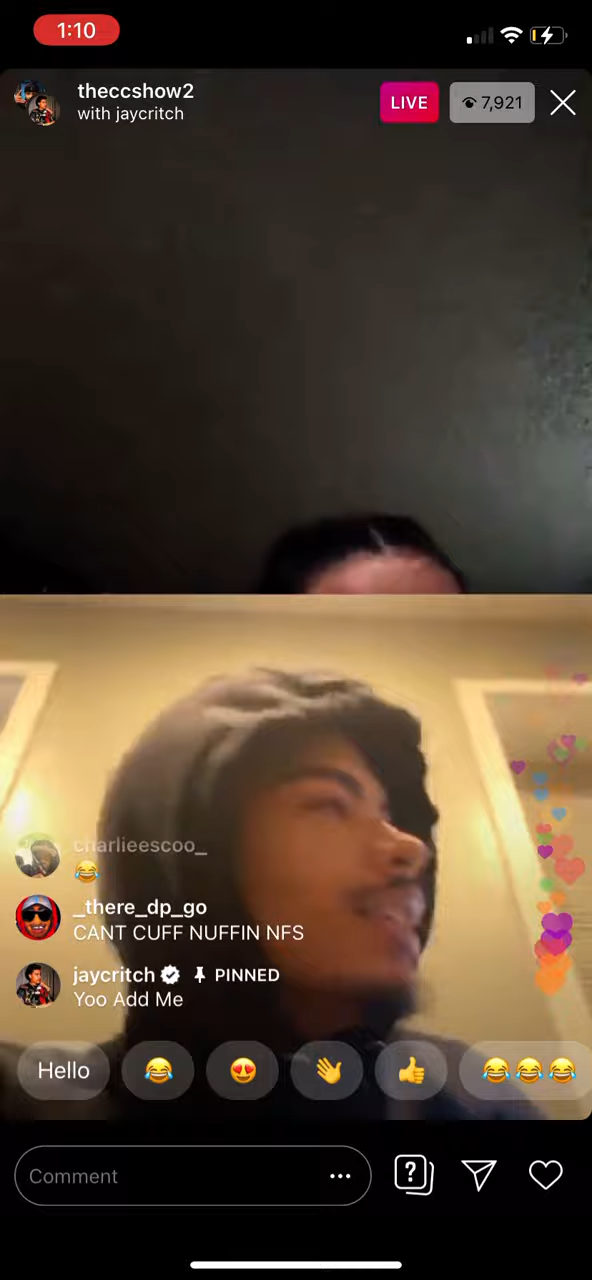 1:10
theccshow2
with jaycritch
LIVE
7,921
charlieescoo_
😂
_there_dp_go
CANT CUFF NUFFIN NFS
jaycritch PINNED
Yoo Add Me
Hello 😂 😍 👋 👍 😂😂😂
Comment